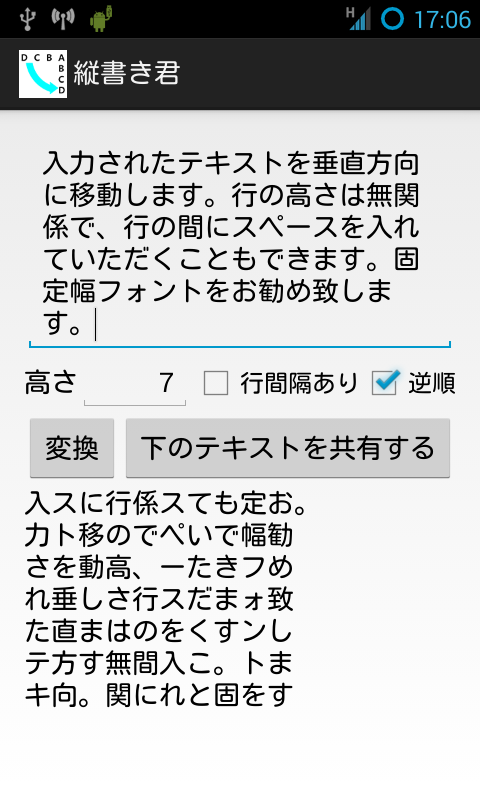 H 17:06
D C B A
B
C
D
縦書き君
入力されたテキストを垂直方向
に移動します。行の高さは無関
係で、行の間にスペースを入れ
ていただくこともできます。固
定幅フォントをお勧め致しま
す。
高さ 7 行間隔あり 逆順
変換 下のテキストを共有する
入スに行係スても定お。
力ト移のでぺいで幅勧
さを動高、ーたきフめ
れ垂しさ行スだまォ致
た直まはのをくすンし
テ方す無間入こ。トま
キ向。関にれと固をす